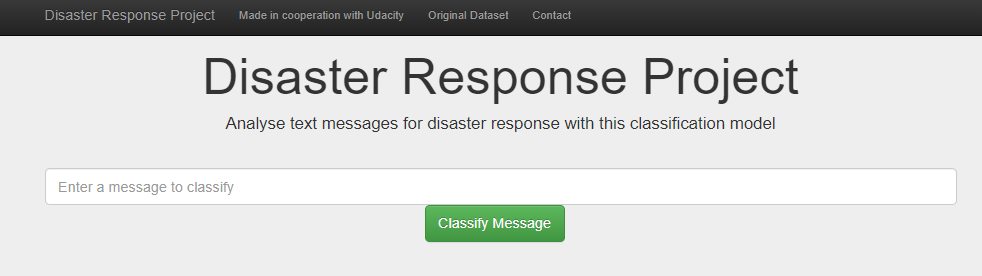 Disaster Response Project Made in cooperation with Udacity Original Dataset Contact
Disaster Response Project
Analyse text messages for disaster response with this classification model
Enter a message to classify
Classify Message